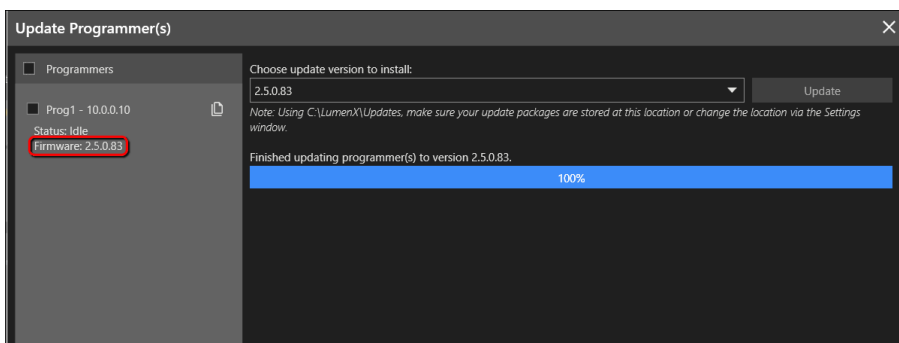 Update Programmer(s)
Programmers
Prog1 - 10.0.0.10
Status: Idle
Firmware: 2.5.0.83
Choose update version to install:
2.5.0.83
Update
Note: Using C:\LumenX\Updates, make sure your update packages are stored at this location or change the location via the Settings
window.
Finished updating programmer(s) to version 2.5.0.83.
100%